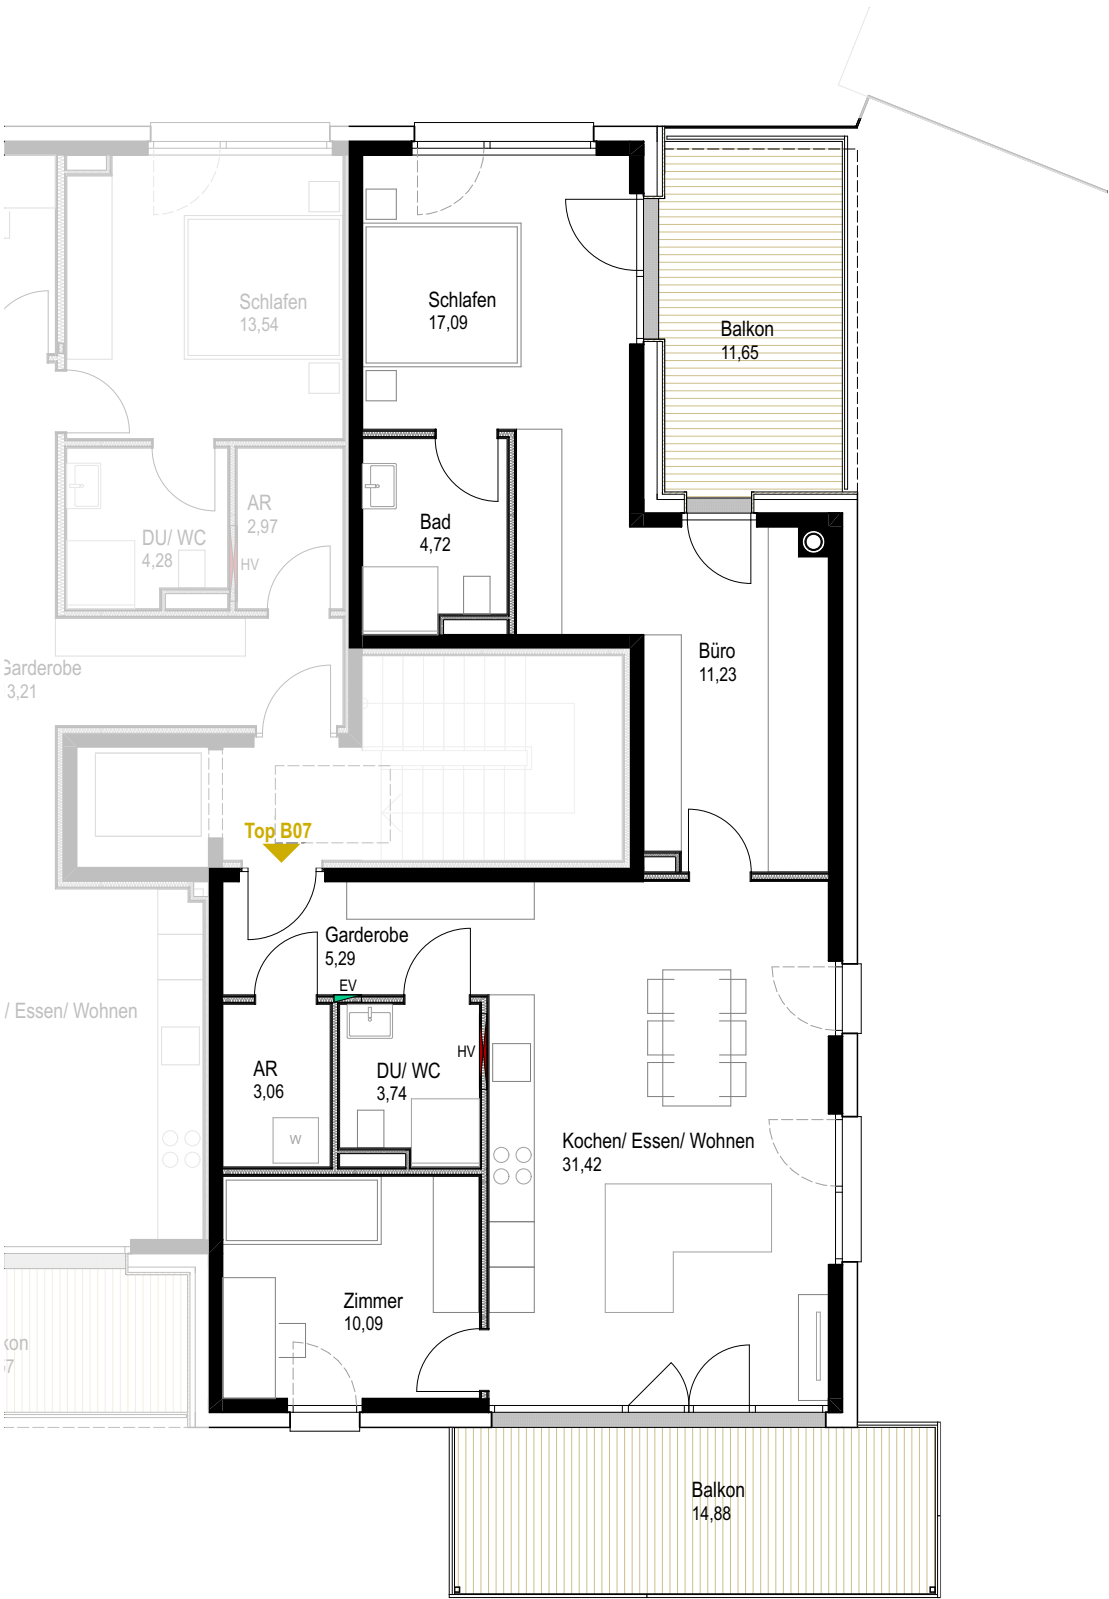 Schlafen
13,54
Schlafen
17,09
Balkon
11,65
AR
2,97
DU/ WC
4,28
HV
Bad
4,72
Garderobe
3,21
Büro
11,23
Top B07
Garderobe
5,29
EV
/ Essen/ Wohnen
HV
AR
3,06
DU/ WC
3,74
W
Kochen/ Essen/ Wohnen
31,42
Zimmer
10,09
kon
57
Balkon
14,88